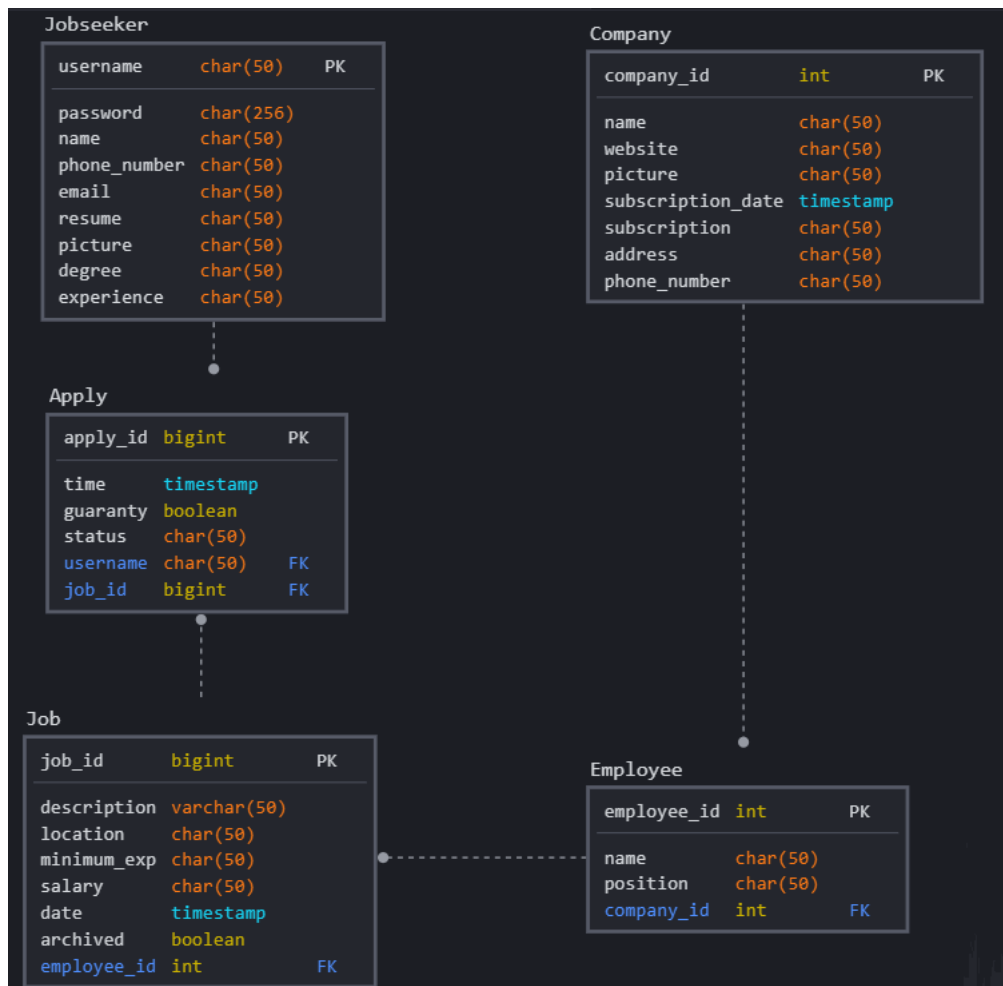 Jobseeker
username char(50) PK
password char(256)
name char(50)
phone_number char(50)
email char(50)
resume char(50)
picture char(50)
degree char(50)
experience char(50)
Company
company_id int PK
name char(50)
website char(50)
picture char(50)
subscription_date timestamp
subscription char(50)
address char(50)
phone_number char(50)
Apply
apply_id bigint PK
time timestamp
guaranty boolean
status char(50)
username char(50) FK
job_id bigint FK
Job
job_id bigint PK
description varchar(50)
location char(50)
minimum_exp char(50)
salary char(50)
date timestamp
archived boolean
employee_id int FK
Employee
employee_id int PK
name char(50)
position char(50)
company_id int FK